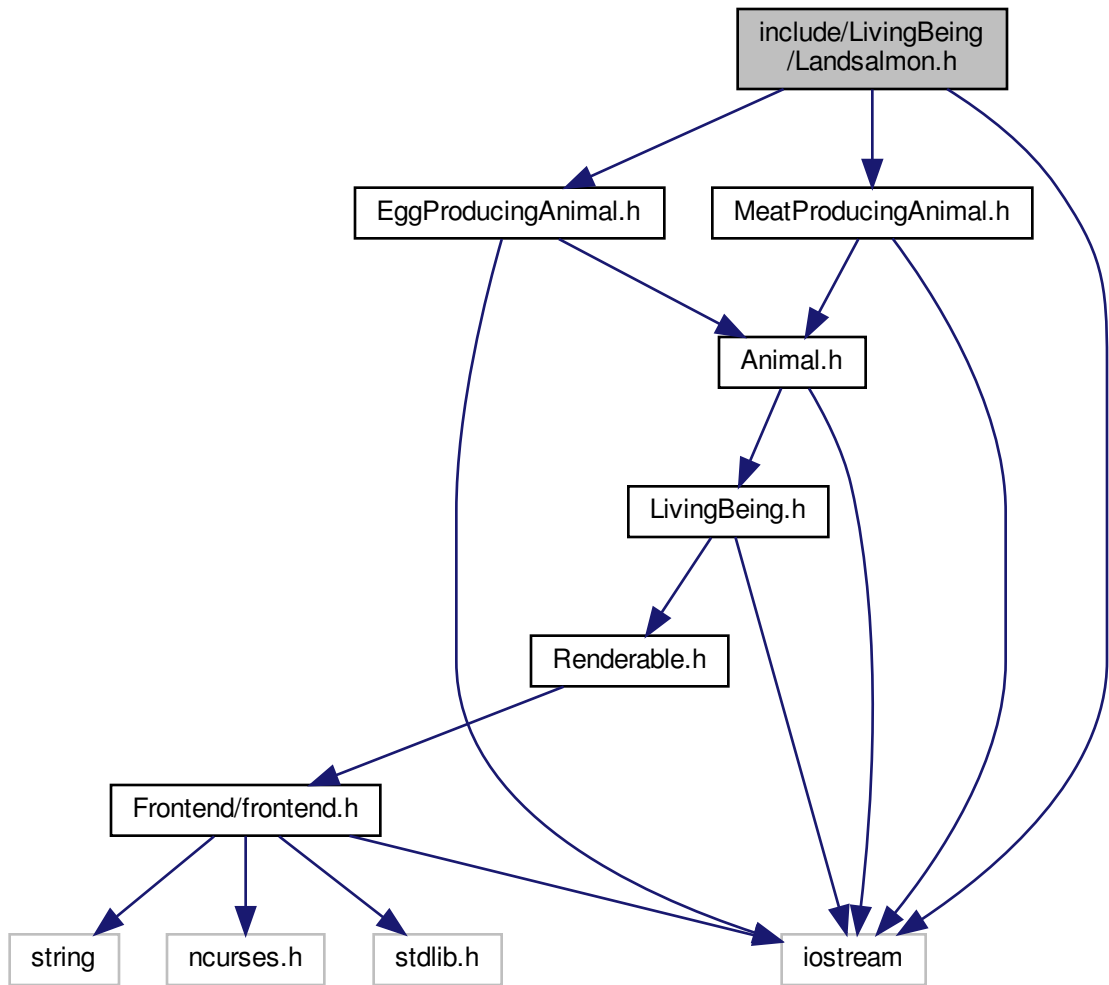 include/LivingBeing
/Landsalmon.h
EggProducingAnimal.h
MeatProducingAnimal.h
Animal.h
LivingBeing.h
Renderable.h
Frontend/frontend.h
string
ncurses.h
stdlib.h
iostream